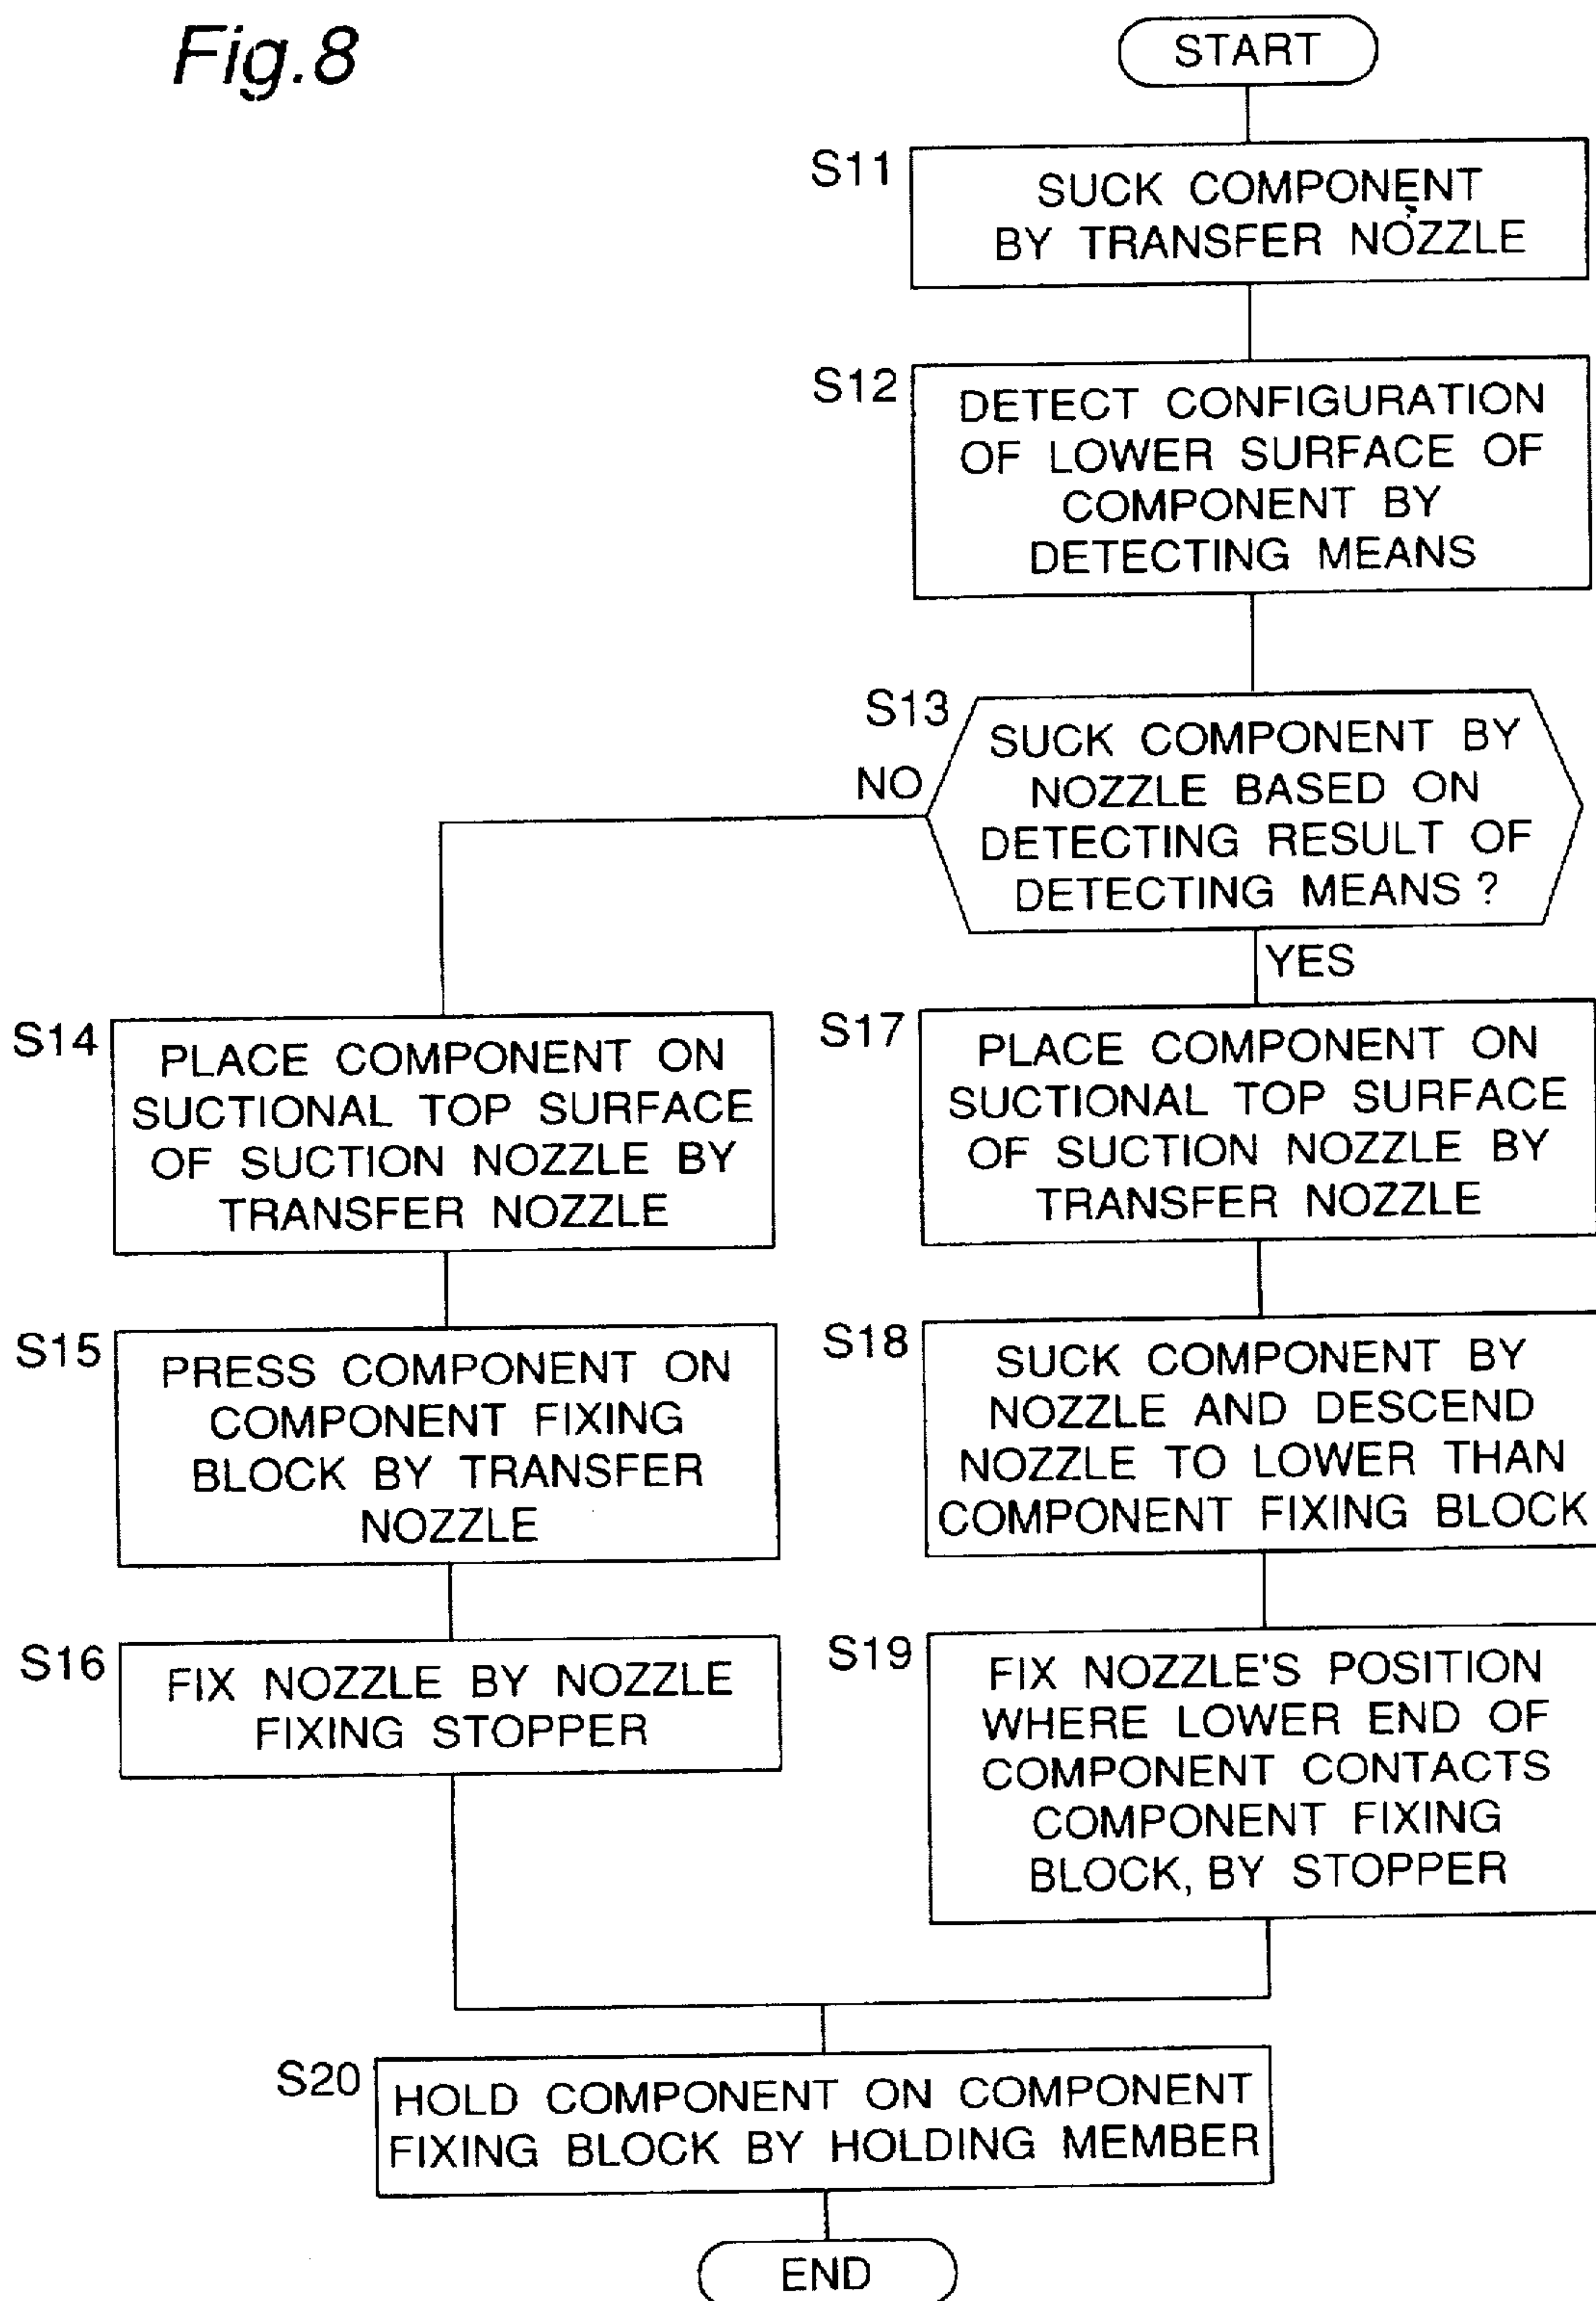 Fig.8
START
S11
SUCK COMPONENT
BY TRANSFER NOZZLE
S12
DETECT CONFIGURATION
OF LOWER SURFACE OF
COMPONENT BY
DETECTING MEANS
S13
SUCK COMPONENT BY
NOZZLE BASED ON
DETECTING RESULT OF
DETECTING MEANS ?
NO
YES
S14
PLACE COMPONENT ON
SUCTIONAL TOP SURFACE
OF SUCTION NOZZLE BY
TRANSFER NOZZLE
S15
PRESS COMPONENT ON
COMPONENT FIXING
BLOCK BY TRANSFER
NOZZLE
S16
FIX NOZZLE BY NOZZLE
FIXING STOPPER
S17
PLACE COMPONENT ON
SUCTIONAL TOP SURFACE
OF SUCTION NOZZLE BY
TRANSFER NOZZLE
S18
SUCK COMPONENT BY
NOZZLE AND DESCEND
NOZZLE TO LOWER THAN
COMPONENT FIXING BLOCK
S19
FIX NOZZLE'S POSITION
WHERE LOWER END OF
COMPONENT CONTACTS
COMPONENT FIXING
BLOCK, BY STOPPER
S20
HOLD COMPONENT ON COMPONENT
FIXING BLOCK BY HOLDING MEMBER
END